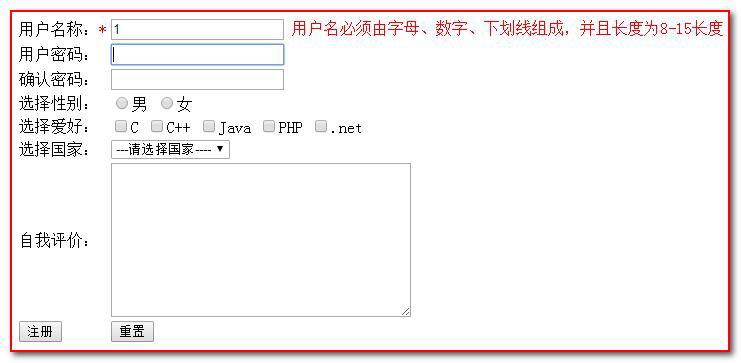 用户名称：* 1 用户名必须由字母、数字、下划线组成，并且长度为8-15长度
用户密码：
确认密码：
选择性别： 男 女
选择爱好： C C++ Java PHP .net
选择国家： ---请选择国家----
自我评价：
注册 重置